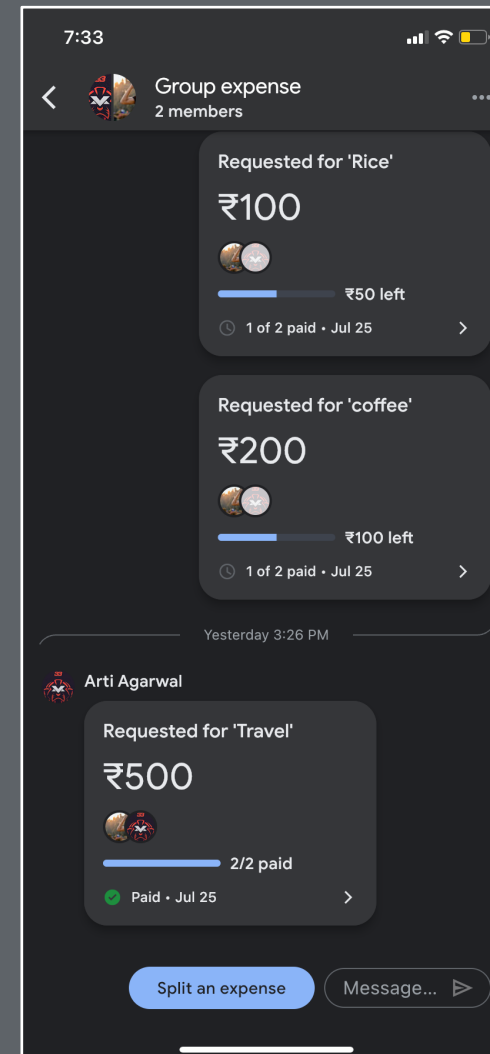 7:33
Group expense
2 members
Requested for 'Rice'
₹100
₹50 left
1 of 2 paid • Jul 25
Requested for 'coffee'
₹200
₹100 left
1 of 2 paid • Jul 25
Yesterday 3:26 PM
Arti Agarwal
Requested for 'Travel'
₹500
2/2 paid
Paid • Jul 25
Split an expense
Message...